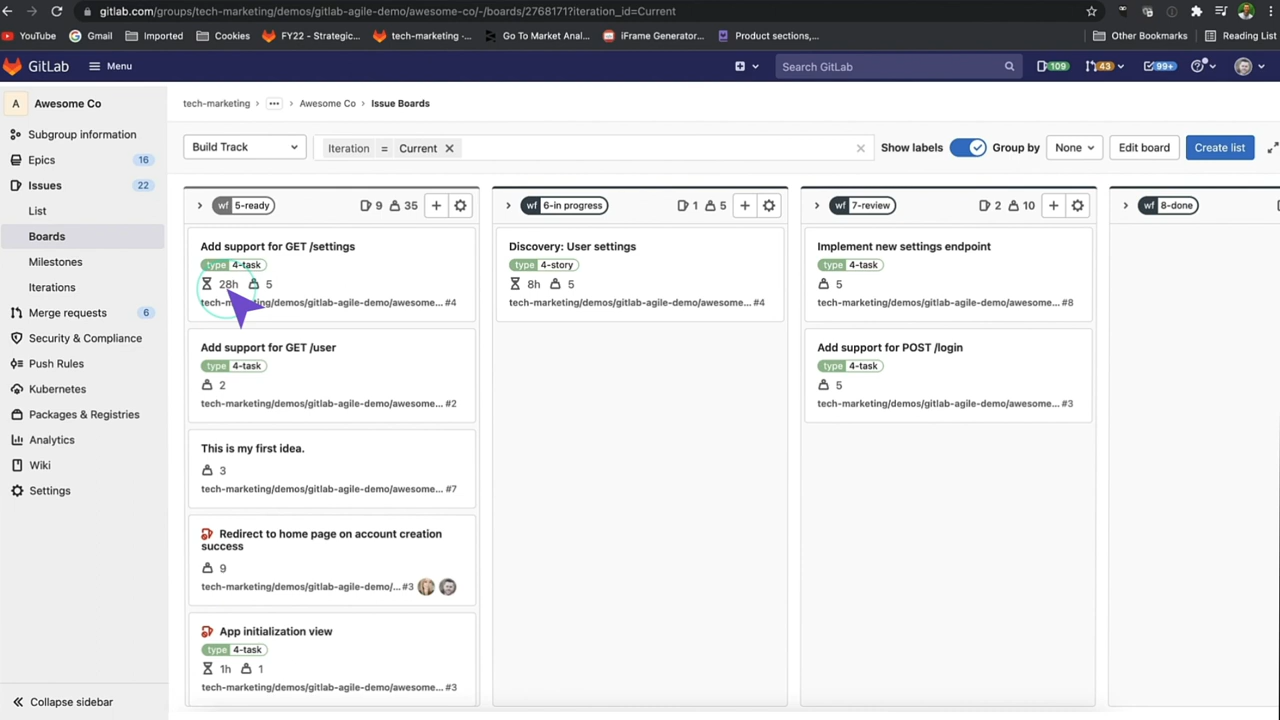 gitlab.com/groups/tech-marketing/demos/gitlab-agile-demo/awesome-co/-/boards/2768171?iteration_id=Current
YouTube Gmail Imported Cookies FY22 - Strategic... tech-marketing -... Go To Market Anal... iFrame Generator... Product sections,... Other Bookmarks Reading List
GitLab Menu Search GitLab 109 43 99+
A Awesome Co
Subgroup information
Epics 16
Issues 22
List
Boards
Milestones
Iterations
Merge requests 6
Security & Compliance
Push Rules
Kubernetes
Packages & Registries
Analytics
Wiki
Settings
Collapse sidebar
tech-marketing › ... › Awesome Co › Issue Boards
Build Track Iteration = Current Show labels Group by None Edit board Create list
wf 5-ready 9 35
Add support for GET /settings
type 4-task
28h 5
tech-marketing/demos/gitlab-agile-demo/awesome... #4
Add support for GET /user
type 4-task
2
tech-marketing/demos/gitlab-agile-demo/awesome... #2
This is my first idea.
3
tech-marketing/demos/gitlab-agile-demo/awesome... #7
Redirect to home page on account creation
success
9
tech-marketing/demos/gitlab-agile-demo/... #3
App initialization view
type 4-task
1h 1
tech-marketing/demos/gitlab-agile-demo/awesome... #3
wf 6-in progress 1 5
Discovery: User settings
type 4-story
8h 5
tech-marketing/demos/gitlab-agile-demo/awesome... #4
wf 7-review 2 10
Implement new settings endpoint
type 4-task
5
tech-marketing/demos/gitlab-agile-demo/awesome... #8
Add support for POST /login
type 4-task
5
tech-marketing/demos/gitlab-agile-demo/awesome... #3
wf 8-done